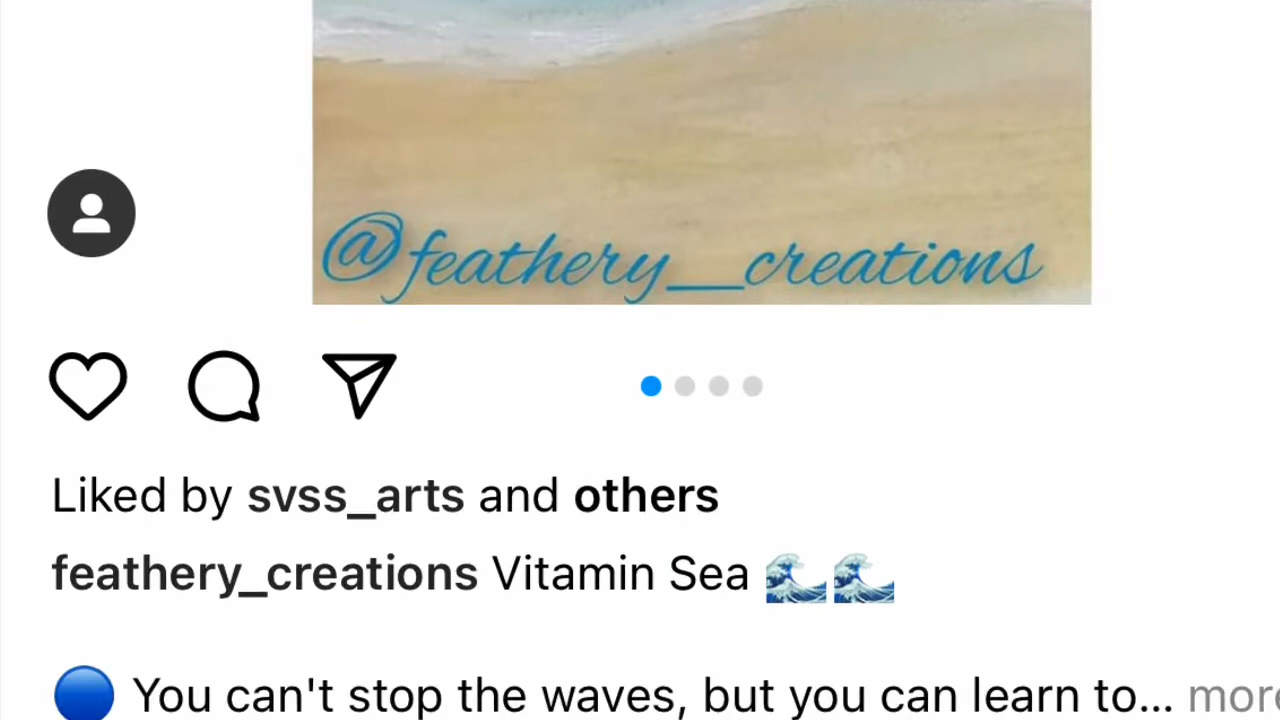 @feathery__creations
Liked by svss_arts and others
feathery_creations Vitamin Sea 🌊🌊
🔵 You can't stop the waves, but you can learn to... more